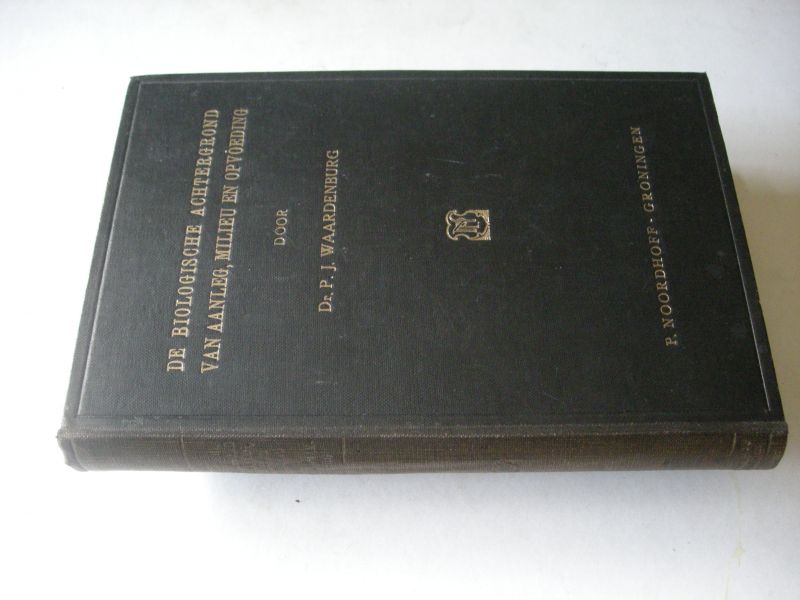 DE BIOLOGISCHE ACHTERGROND
VAN AANLEG, MILIEU EN OPVOEDING
DOOR
Dr. P. J. WAARDENBURG
P. NOORDHOFF · GRONINGEN